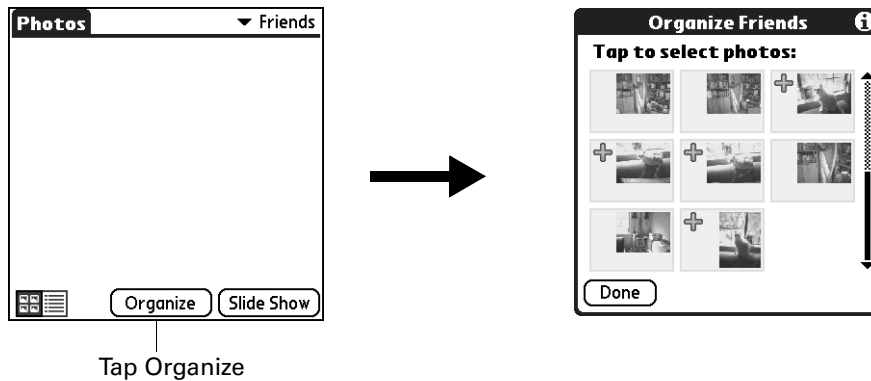 Photos
Friends
Organize
Slide Show
Tap Organize
Organize Friends
Tap to select photos:
Done